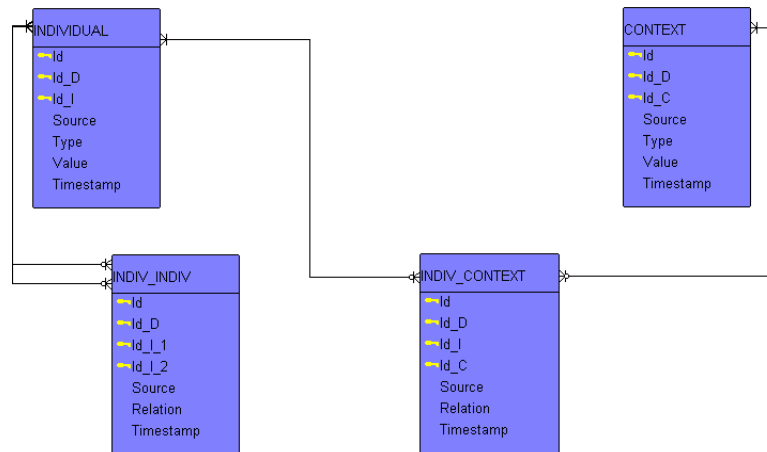 INDIVIDUAL
Id
Id_D
Id_I
Source
Type
Value
Timestamp
CONTEXT
Id
Id_D
Id_C
Source
Type
Value
Timestamp
INDIV_INDIV
Id
Id_D
Id_I_1
Id_I_2
Source
Relation
Timestamp
INDIV_CONTEXT
Id
Id_D
Id_I
Id_C
Source
Relation
Timestamp